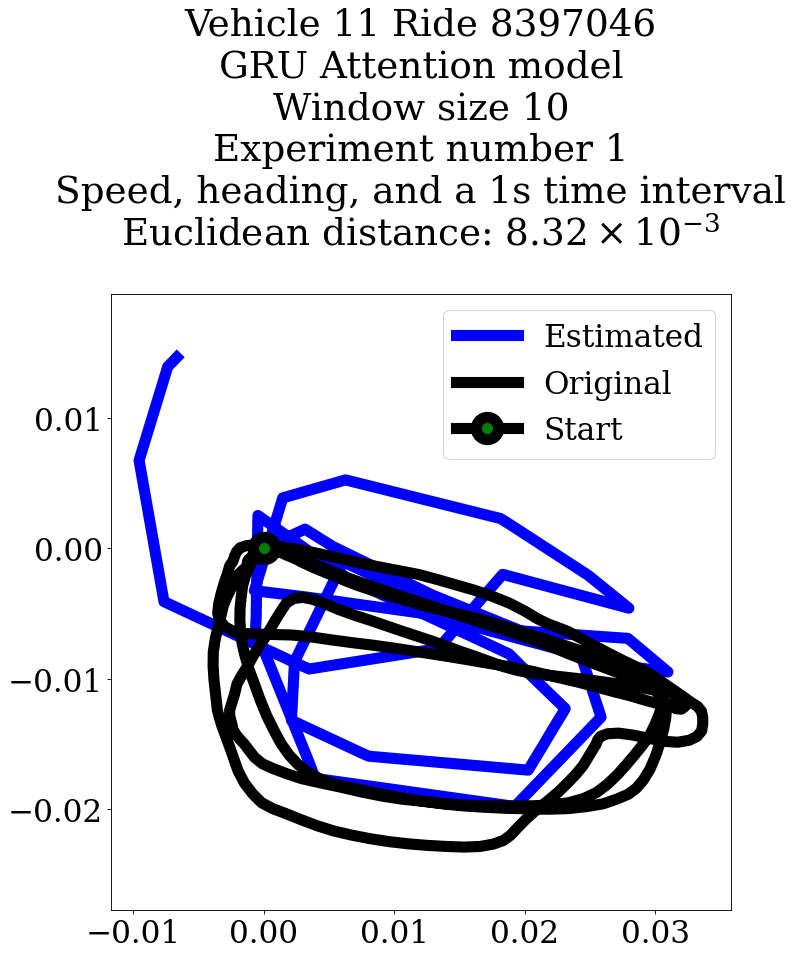 Vehicle 11 Ride 8397046
GRU Attention model
Window size 10
Experiment number 1
Speed, heading, and a 1s time interval
Euclidean distance: 8.32 × 10⁻³
Estimated
Original
Start
0.01
0.00
−0.01
−0.02
−0.01 0.00 0.01 0.02 0.03